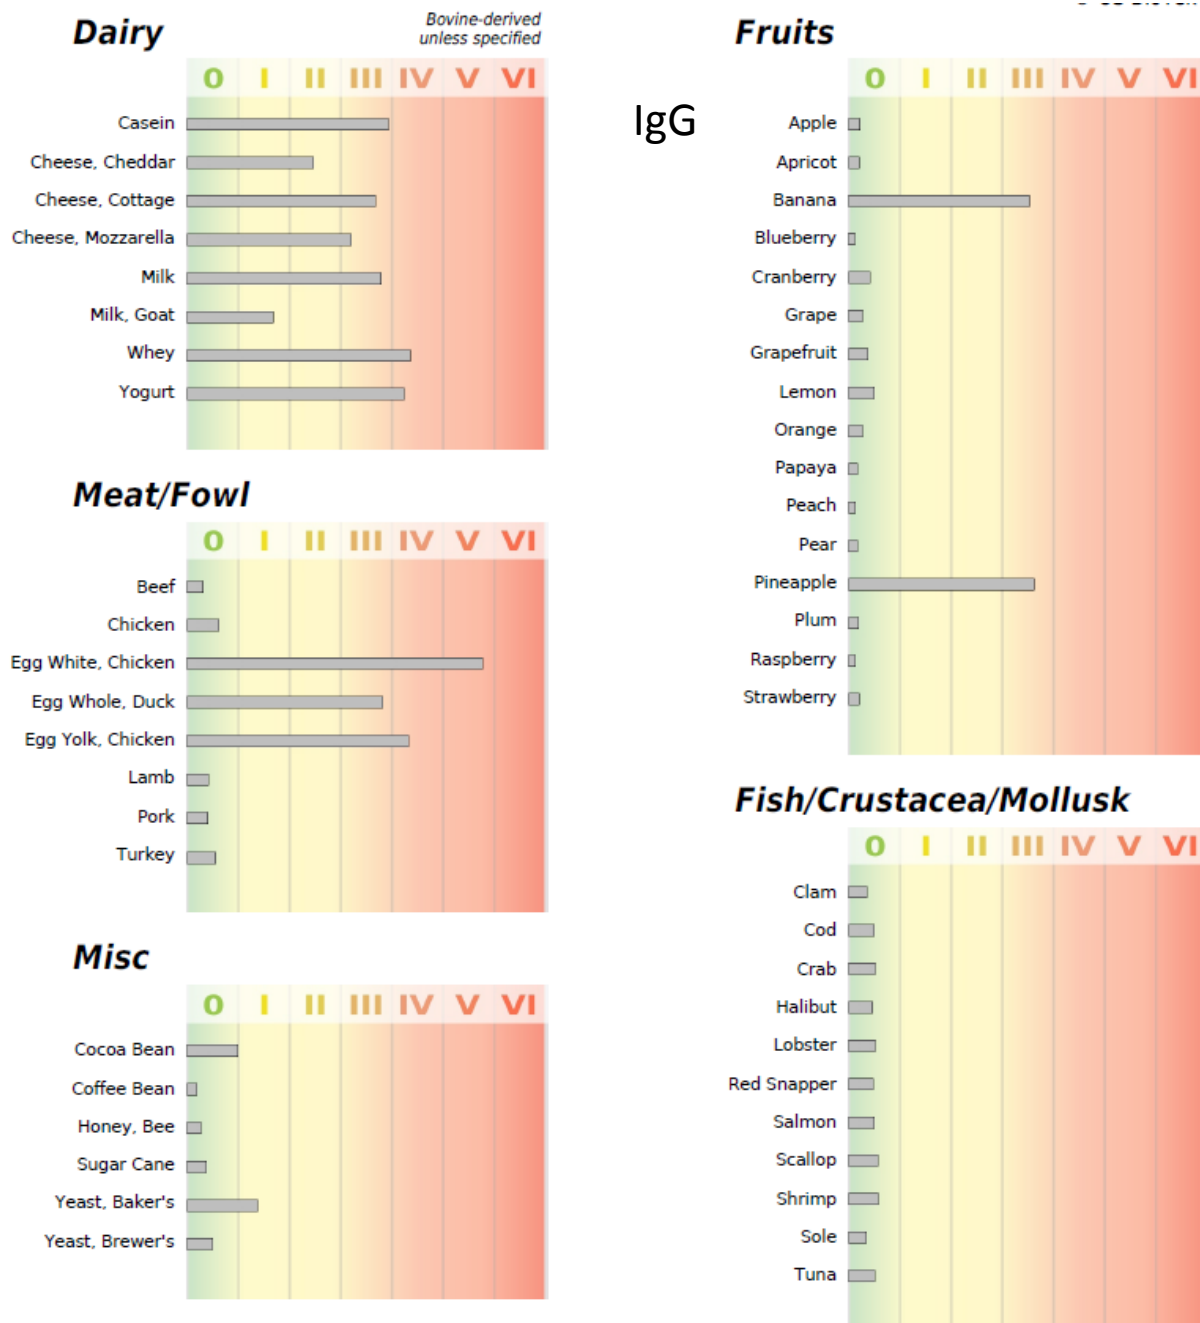 Dairy
Bovine-derived
unless specified
0 I II III IV V VI
Casein
Cheese, Cheddar
Cheese, Cottage
Cheese, Mozzarella
Milk
Milk, Goat
Whey
Yogurt
Meat/Fowl
0 I II III IV V VI
Beef
Chicken
Egg White, Chicken
Egg Whole, Duck
Egg Yolk, Chicken
Lamb
Pork
Turkey
Misc
0 I II III IV V VI
Cocoa Bean
Coffee Bean
Honey, Bee
Sugar Cane
Yeast, Baker's
Yeast, Brewer's
IgG
Fruits
0 I II III IV V VI
Apple
Apricot
Banana
Blueberry
Cranberry
Grape
Grapefruit
Lemon
Orange
Papaya
Peach
Pear
Pineapple
Plum
Raspberry
Strawberry
Fish/Crustacea/Mollusk
0 I II III IV V VI
Clam
Cod
Crab
Halibut
Lobster
Red Snapper
Salmon
Scallop
Shrimp
Sole
Tuna